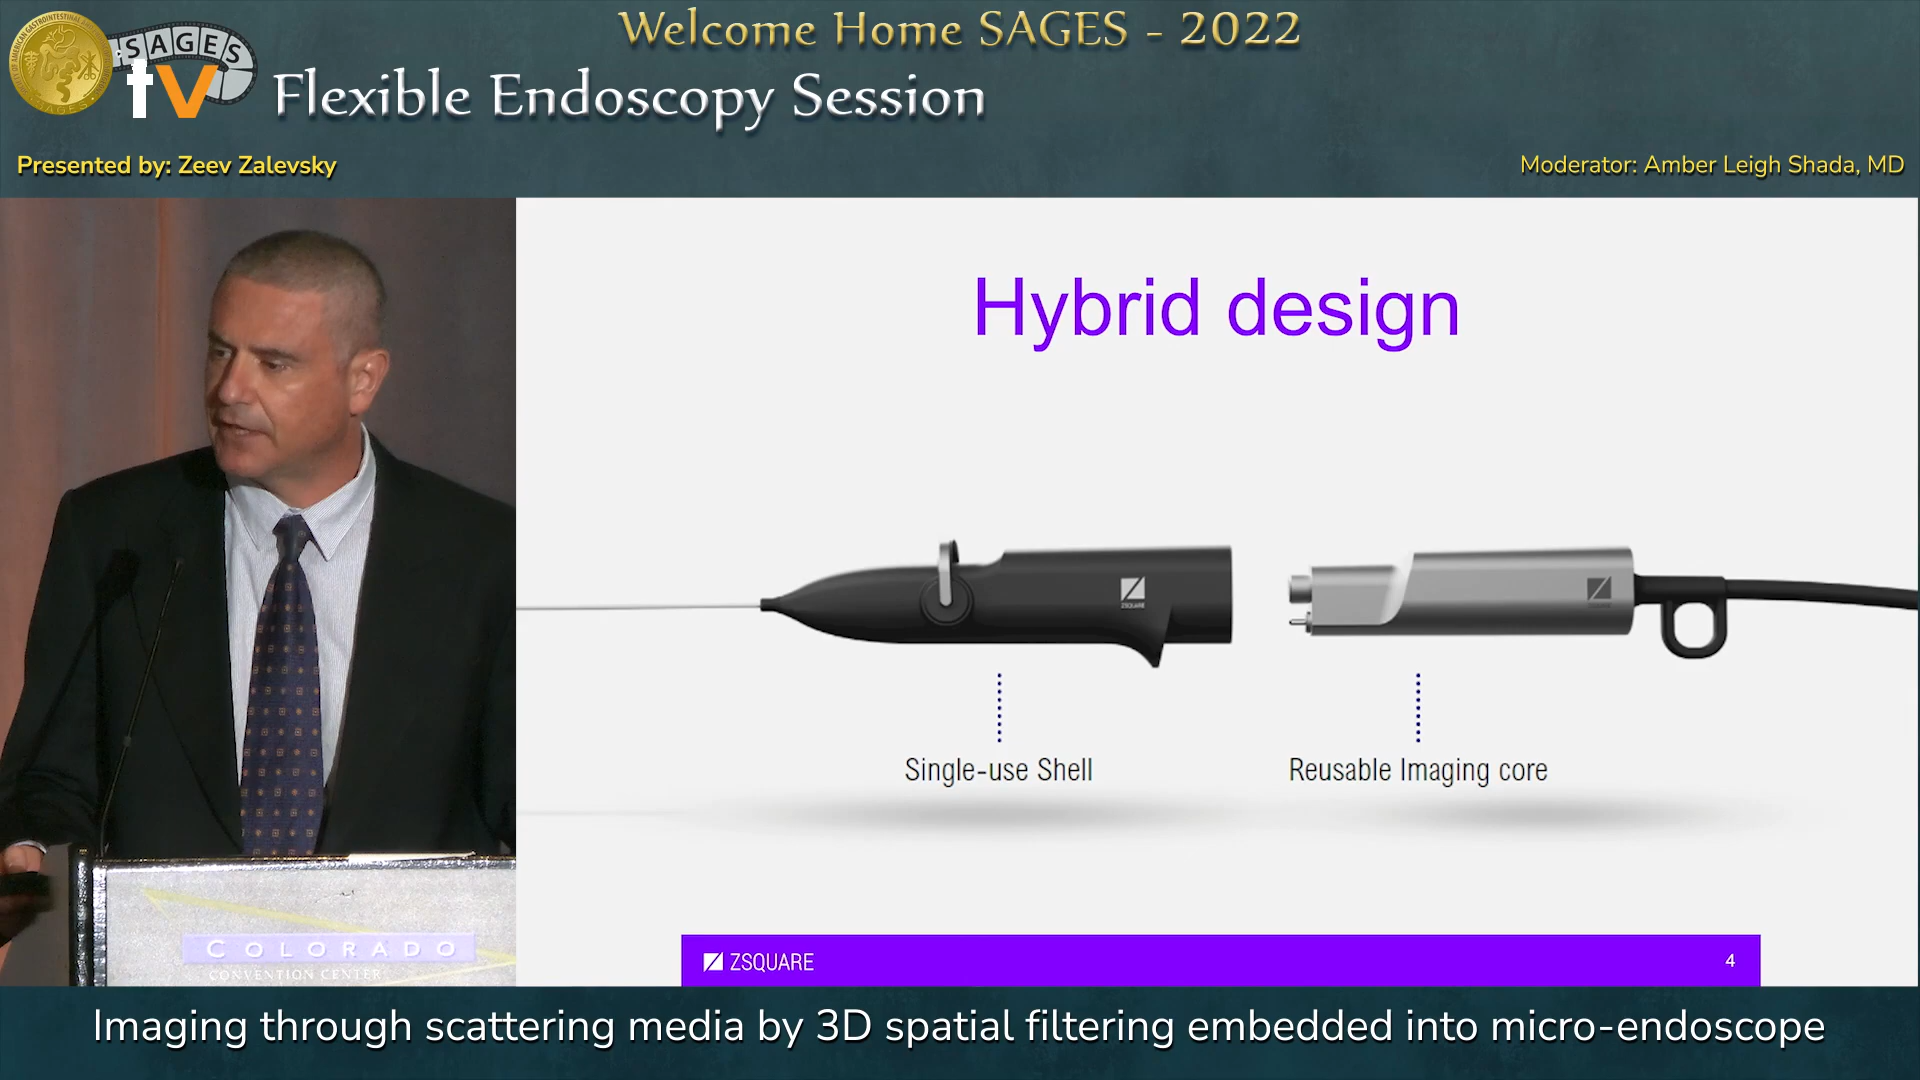 Welcome Home SAGES - 2022
SAGES
tv
Flexible Endoscopy Session
Presented by: Zeev Zalevsky
Moderator: Amber Leigh Shada, MD
Hybrid design
ZSQUARE
Single-use Shell
Reusable Imaging core
COLORADO
CONVENTION CENTER
ZSQUARE
4
Imaging through scattering media by 3D spatial filtering embedded into micro-endoscope